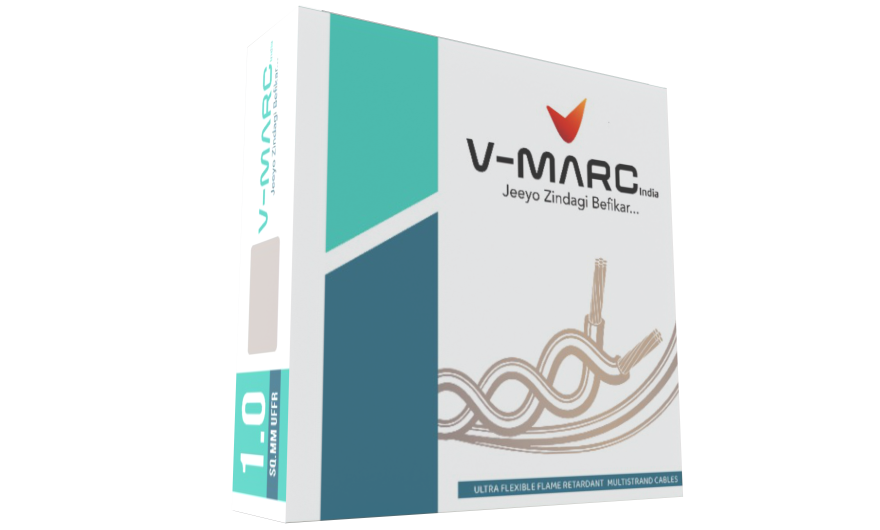 V-MARC India
Jeeyo Zindagi Befikar...
1.0
SQ.MM UFFR
V-MARC India
Jeeyo Zindagi Befikar...
ULTRA FLEXIBLE FLAME RETARDANT MULTISTRAND CABLES